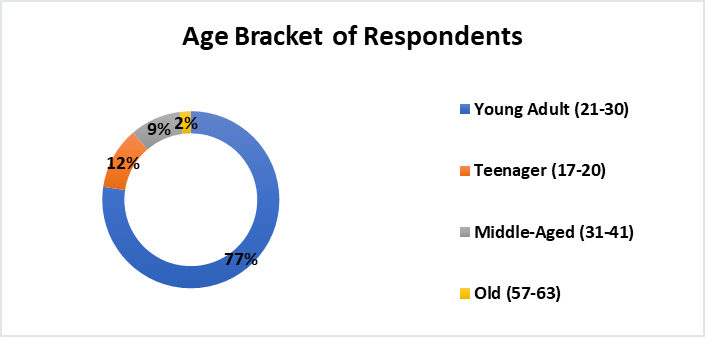 Age Bracket of Respondents
2%
9%
12%
77%
Young Adult (21-30)
Teenager (17-20)
Middle-Aged (31-41)
Old (57-63)